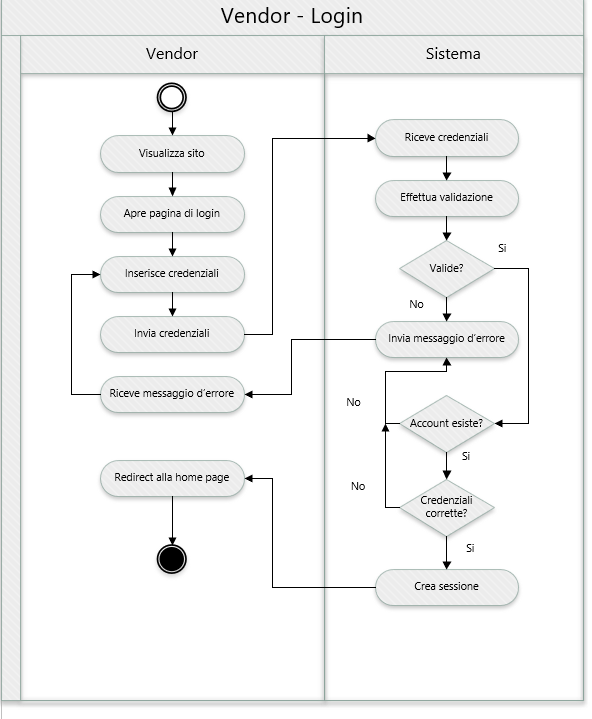 Vendor - Login
Vendor
Sistema
Visualizza sito
Apre pagina di login
Inserisce credenziali
Invia credenziali
Riceve messaggio d'errore
Redirect alla home page
Riceve credenziali
Effettua validazione
Si
Valide?
No
Invia messaggio d'errore
No
Account esiste?
Si
No
Credenziali
corrette?
Si
Crea sessione